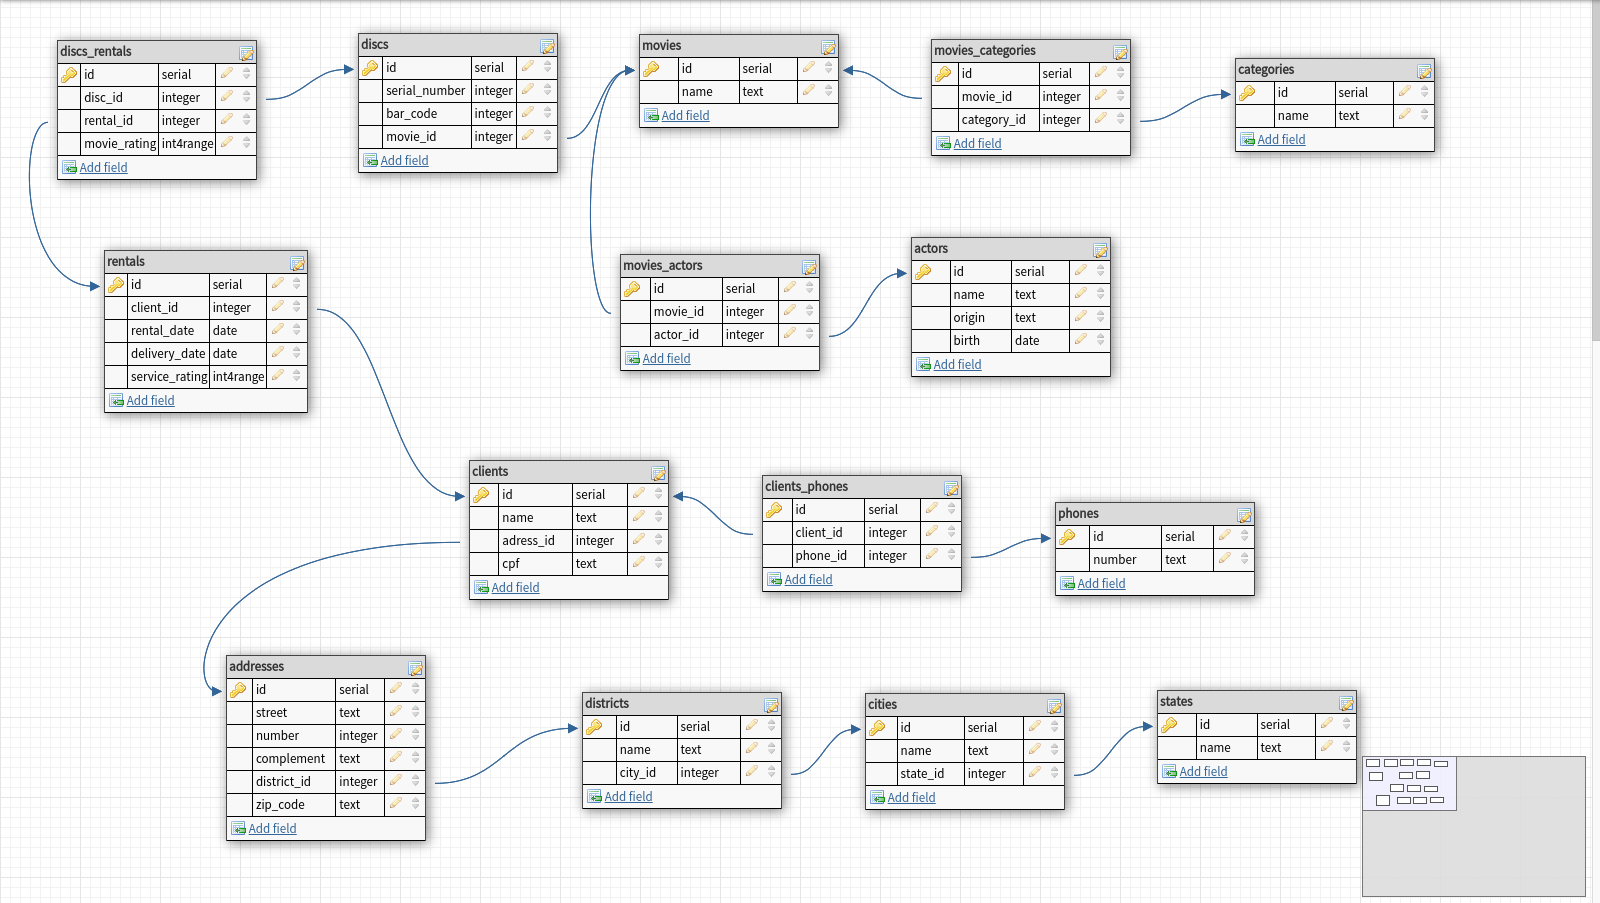 discs_rentals
id serial
disc_id integer
rental_id integer
movie_rating int4range
Add field
discs
id serial
serial_number integer
bar_code integer
movie_id integer
Add field
movies
id serial
name text
Add field
movies_categories
id serial
movie_id integer
category_id integer
Add field
categories
id serial
name text
Add field
rentals
id serial
client_id integer
rental_date date
delivery_date date
service_rating int4range
Add field
movies_actors
id serial
movie_id integer
actor_id integer
Add field
actors
id serial
name text
origin text
birth date
Add field
clients
id serial
name text
adress_id integer
cpf text
Add field
clients_phones
id serial
client_id integer
phone_id integer
Add field
phones
id serial
number text
Add field
addresses
id serial
street text
number integer
complement text
district_id integer
zip_code text
Add field
districts
id serial
name text
city_id integer
Add field
cities
id serial
name text
state_id integer
Add field
states
id serial
name text
Add field